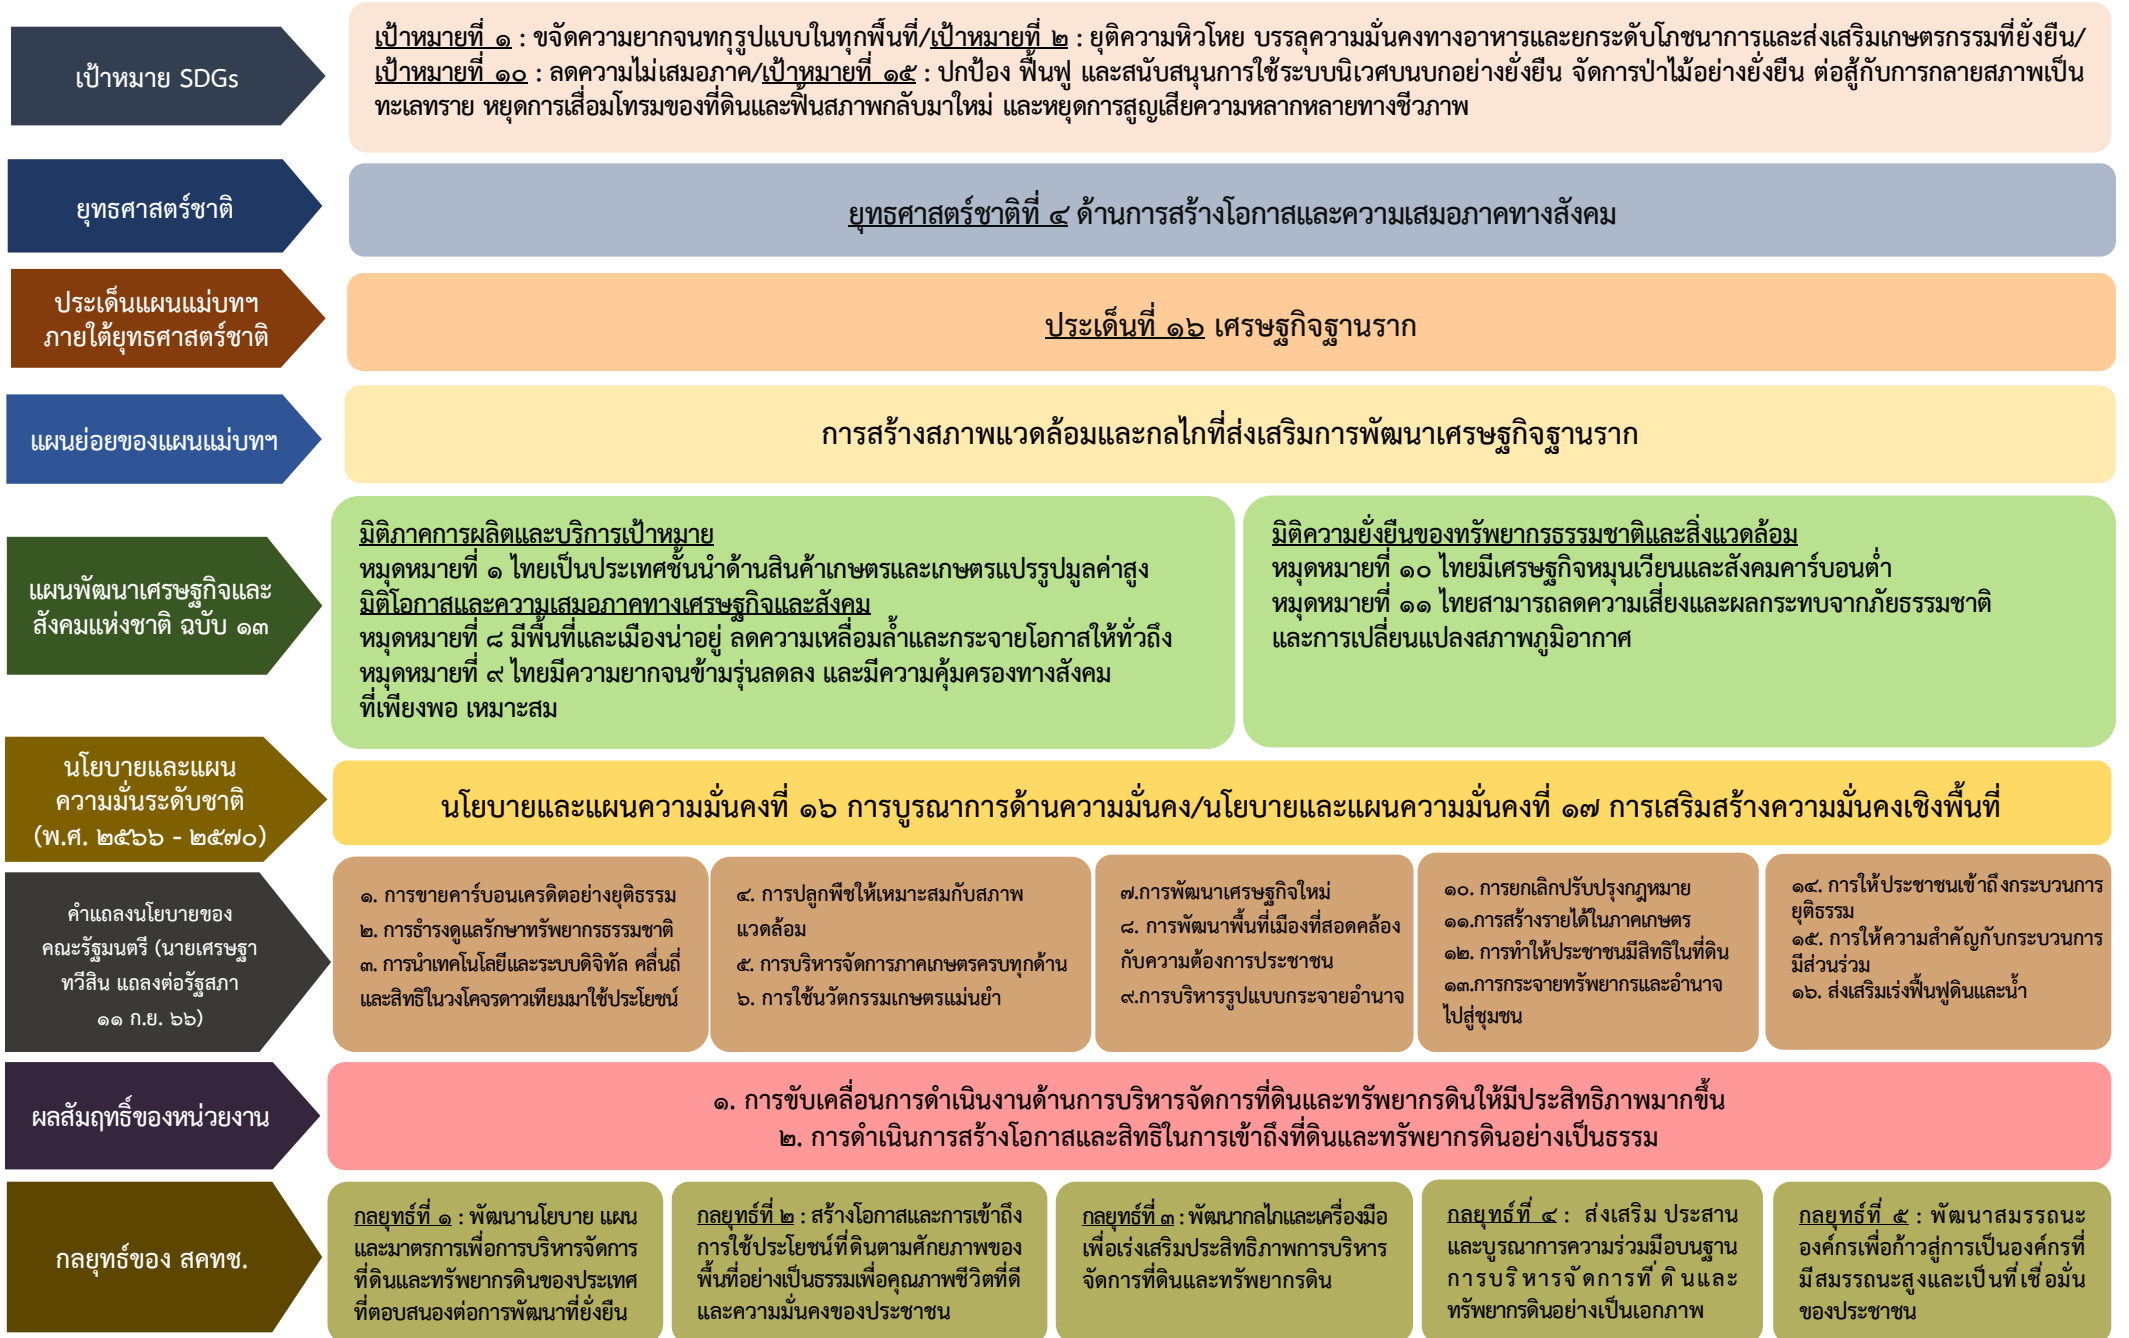 เป้าหมาย SDGs
เป้าหมายที่ ๑ : ขจัดความยากจนทกุรูปแบบในทุกพื้นที่/เป้าหมายที่ ๒ : ยุติความหิวโหย บรรลุความมั่นคงทางอาหารและยกระดับโภชนาการและส่งเสริมเกษตรกรรมที่ยั่งยืน/
เป้าหมายที่ ๑๐ : ลดความไม่เสมอภาค/เป้าหมายที่ ๑๕ : ปกป้อง ฟื้นฟู และสนับสนุนการใช้ระบบนิเวศบนบกอย่างยั่งยืน จัดการป่าไม้อย่างยั่งยืน ต่อสู้กับการกลายสภาพเป็น
ทะเลทราย หยุดการเสื่อมโทรมของที่ดินและฟื้นสภาพกลับมาใหม่ และหยุดการสูญเสียความหลากหลายทางชีวภาพ
ยุทธศาสตร์ชาติ
ยุทธศาสตร์ชาติที่ ๔ ด้านการสร้างโอกาสและความเสมอภาคทางสังคม
ประเด็นแผนแม่บทฯ
ภายใต้ยุทธศาสตร์ชาติ
ประเด็นที่ ๑๖ เศรษฐกิจฐานราก
แผนย่อยของแผนแม่บทฯ
การสร้างสภาพแวดล้อมและกลไกที่ส่งเสริมการพัฒนาเศรษฐกิจฐานราก
แผนพัฒนาเศรษฐกิจและ
สังคมแห่งชาติ ฉบับ ๑๓
มิติภาคการผลิตและบริการเป้าหมาย
หมุดหมายที่ ๑ ไทยเป็นประเทศชั้นนำด้านสินค้าเกษตรและเกษตรแปรรูปมูลค่าสูง
มิติโอกาสและความเสมอภาคทางเศรษฐกิจและสังคม
หมุดหมายที่ ๘ มีพื้นที่และเมืองน่าอยู่ ลดความเหลื่อมล้ำและกระจายโอกาสให้ทั่วถึง
หมุดหมายที่ ๙ ไทยมีความยากจนข้ามรุ่นลดลง และมีความคุ้มครองทางสังคม
ที่เพียงพอ เหมาะสม
มิติความยั่งยืนของทรัพยากรธรรมชาติและสิ่งแวดล้อม
หมุดหมายที่ ๑๐ ไทยมีเศรษฐกิจหมุนเวียนและสังคมคาร์บอนต่ำ
หมุดหมายที่ ๑๑ ไทยสามารถลดความเสี่ยงและผลกระทบจากภัยธรรมชาติ
และการเปลี่ยนแปลงสภาพภูมิอากาศ
นโยบายและแผน
ความมั่นระดับชาติ
(พ.ศ. ๒๕๖๖ - ๒๕๗๐)
นโยบายและแผนความมั่นคงที่ ๑๖ การบูรณาการด้านความมั่นคง/นโยบายและแผนความมั่นคงที่ ๑๗ การเสริมสร้างความมั่นคงเชิงพื้นที่
คำแถลงนโยบายของ
คณะรัฐมนตรี (นายเศรษฐา
ทวีสิน แถลงต่อรัฐสภา
๑๑ ก.ย. ๖๖)
๑. การขายคาร์บอนเครดิตอย่างยุติธรรม
๒. การธำรงดูแลรักษาทรัพยากรธรรมชาติ
๓. การนำเทคโนโลยีและระบบดิจิทัล คลื่นถี่
และสิทธิในวงโคจรดาวเทียมมาใช้ประโยชน์
๔. การปลูกพืชให้เหมาะสมกับสภาพ
แวดล้อม
๕. การบริหารจัดการภาคเกษตรครบทุกด้าน
๖. การใช้นวัตกรรมเกษตรแม่นยำ
๗.การพัฒนาเศรษฐกิจใหม่
๘. การพัฒนาพื้นที่เมืองที่สอดคล้อง
กับความต้องการประชาชน
๙.การบริหารรูปแบบกระจายอำนาจ
๑๐. การยกเลิกปรับปรุงกฎหมาย
๑๑.การสร้างรายได้ในภาคเกษตร
๑๒. การทำให้ประชาชนมีสิทธิในที่ดิน
๑๓.การกระจายทรัพยากรและอำนาจ
ไปสู่ชุมชน
๑๔. การให้ประชาชนเข้าถึงกระบวนการ
ยุติธรรม
๑๕. การให้ความสำคัญกับกระบวนการ
มีส่วนร่วม
๑๖. ส่งเสริมเร่งฟื้นฟูดินและน้ำ
ผลสัมฤทธิ์ของหน่วยงาน
๑. การขับเคลื่อนการดำเนินงานด้านการบริหารจัดการที่ดินและทรัพยากรดินให้มีประสิทธิภาพมากขึ้น
๒. การดำเนินการสร้างโอกาสและสิทธิในการเข้าถึงที่ดินและทรัพยากรดินอย่างเป็นธรรม
กลยุทธ์ของ สคทช.
กลยุทธ์ที่ ๑ : พัฒนานโยบาย แผน
และมาตรการเพื่อการบริหารจัดการ
ที่ดินและทรัพยากรดินของประเทศ
ที่ตอบสนองต่อการพัฒนาที่ยั่งยืน
กลยุทธ์ที่ ๒ : สร้างโอกาสและการเข้าถึง
การใช้ประโยชน์ที่ดินตามศักยภาพของ
พื้นที่อย่างเป็นธรรมเพื่อคุณภาพชีวิตที่ดี
และความมั่นคงของประชาชน
กลยุทธ์ที่ ๓ : พัฒนากลไกและเครื่องมือ
เพื่อเร่งเสริมประสิทธิภาพการบริหาร
จัดการที่ดินและทรัพยากรดิน
กลยุทธ์ที่ ๔ : ส่งเสริม ประสาน
และบูรณาการความร่วมมือบนฐาน
การบริหารจัดการที่ดินและ
ทรัพยากรดินอย่างเป็นเอกภาพ
กลยุทธ์ที่ ๕ : พัฒนาสมรรถนะ
องค์กรเพื่อก้าวสู่การเป็นองค์กรที่
มีสมรรถนะสูงและเป็นที่เชื่อมั่น
ของประชาชน